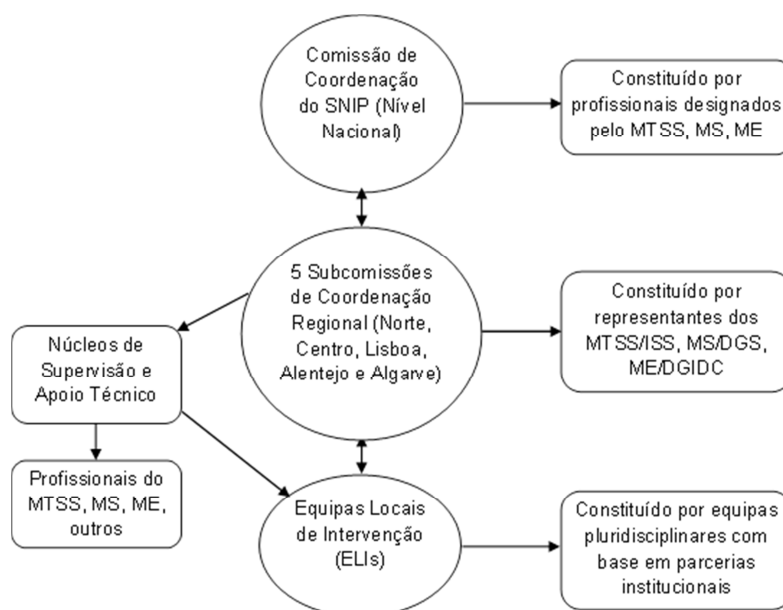 Comissão de
Coordenação
do SNIP (Nível
Nacional)
Constituído por
profissionais designados
pelo MTSS, MS, ME
5 Subcomissões
de Coordenação
Regional (Norte,
Centro, Lisboa,
Alentejo e Algarve)
Constituído por
representantes dos
MTSS/ISS, MS/DGS,
ME/DGIDC
Núcleos de
Supervisão e
Apoio Técnico
Profissionais do
MTSS, MS, ME,
outros
Equipas Locais
de Intervenção
(ELIs)
Constituído por equipas
pluridisciplinares com
base em parcerias
institucionais